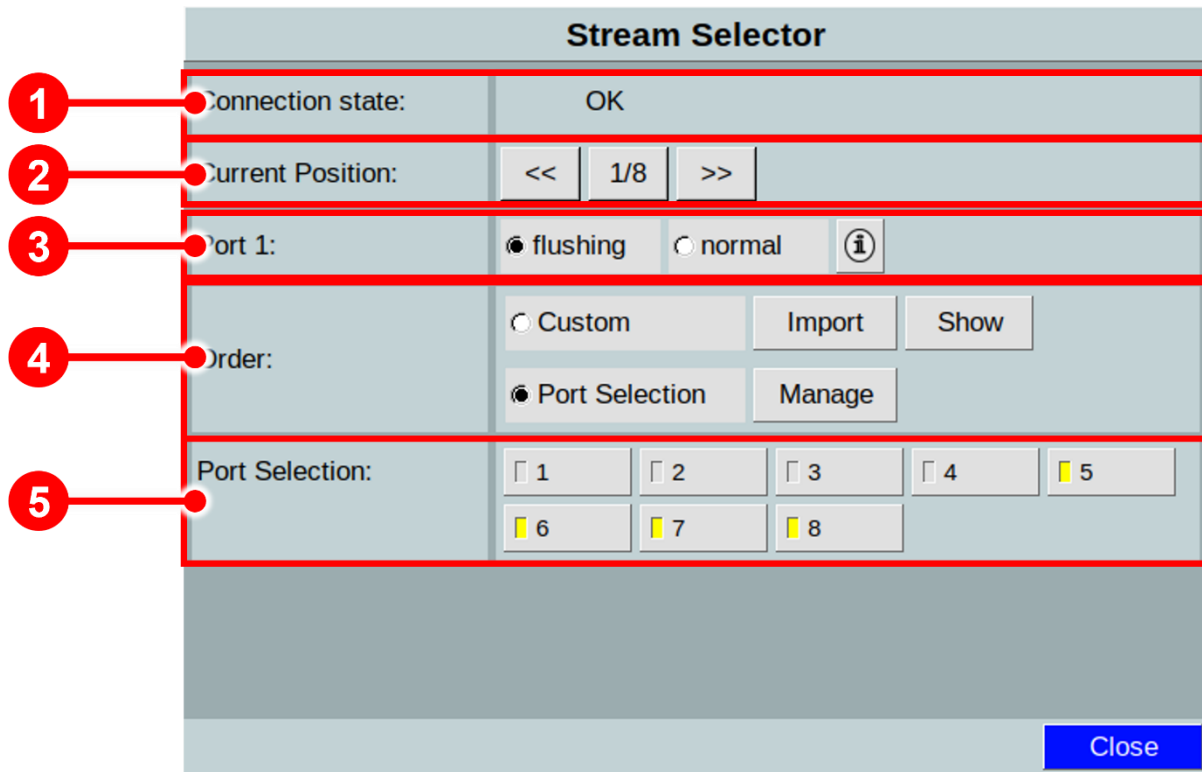 Stream Selector
1 Connection state: OK
2 Current Position: << 1/8 >>
3 Port 1: flushing normal i
4 Order: Custom Import Show
Port Selection Manage
5 Port Selection: 1 2 3 4 5
6 7 8
Close